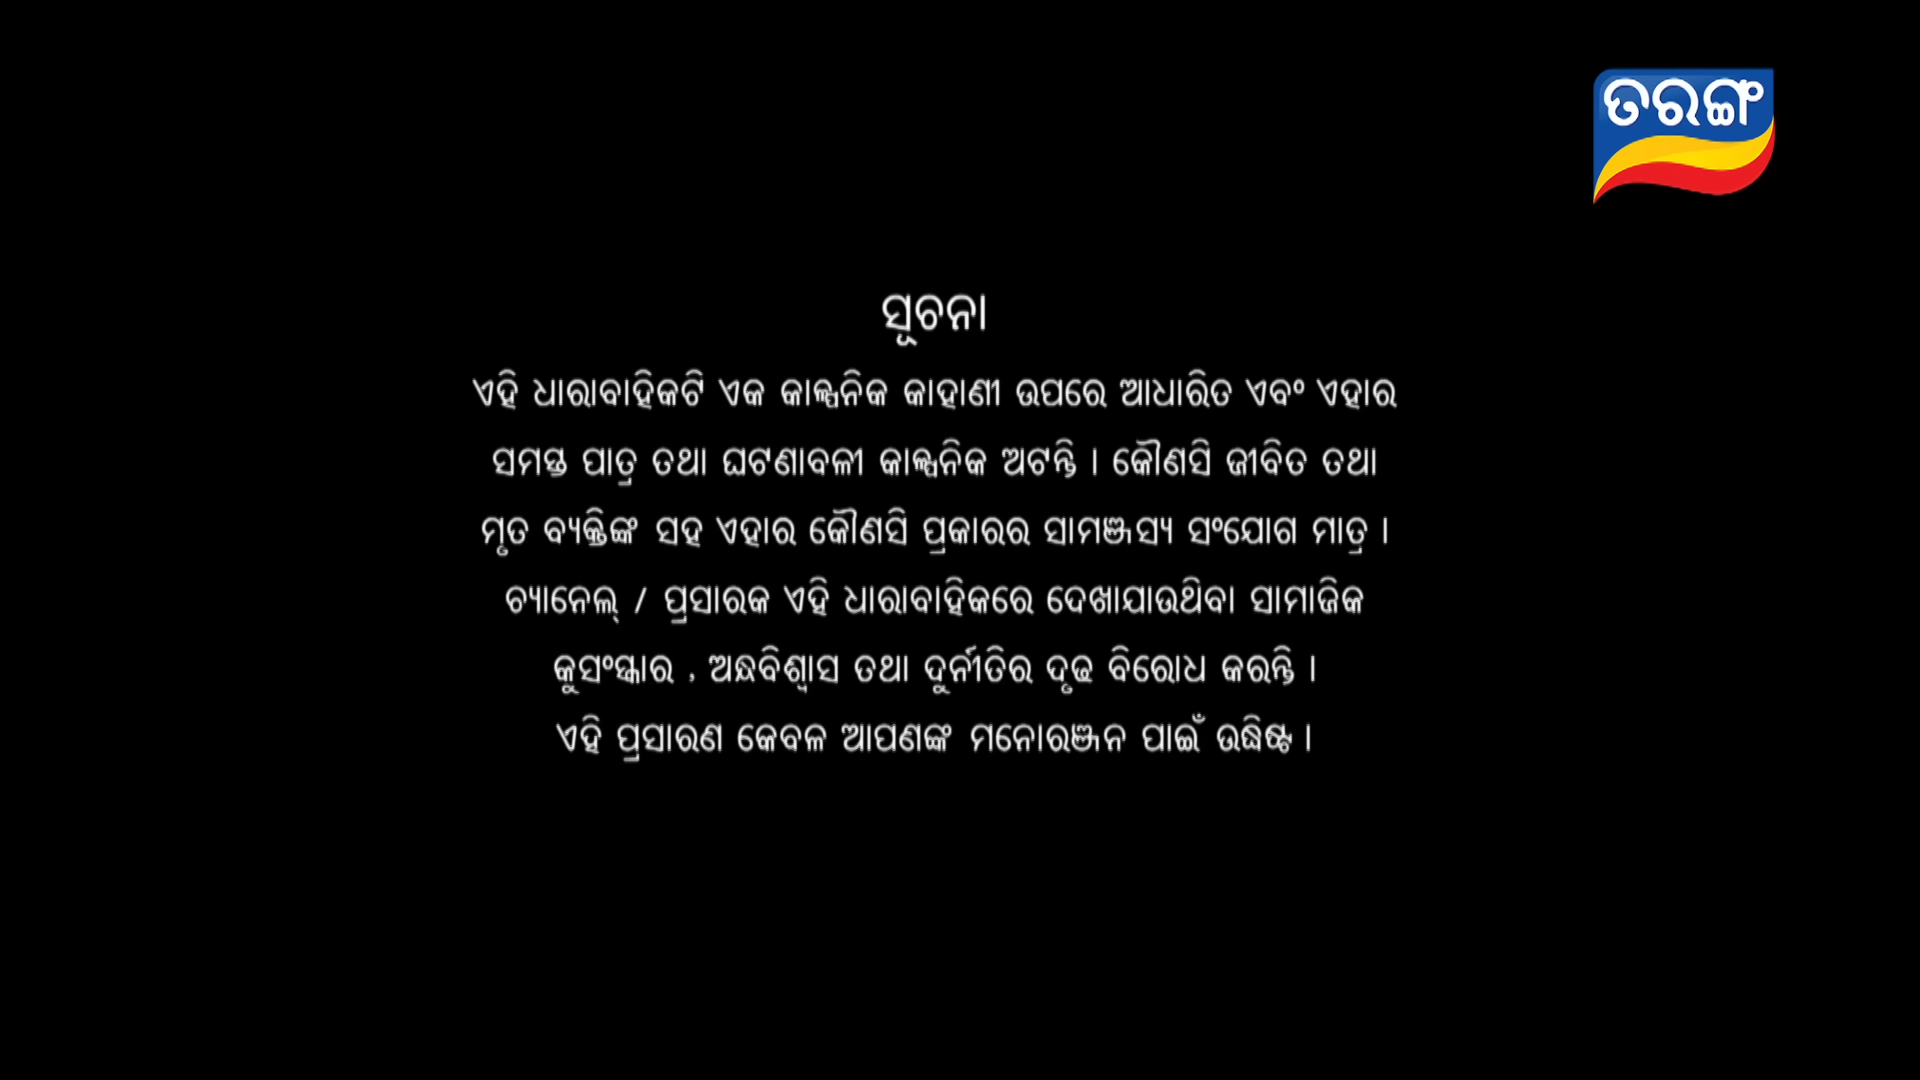 ତରଙ୍ଗ
ସୂଚନା
ଏହି ଧାରାବାହିକଟି ଏକ କାଳ୍ପନିକ କାହାଣୀ ଉପରେ ଆଧାରିତ ଏବଂ ଏହାର
ସମସ୍ତ ପାତ୍ର ତଥା ଘଟଣାବଳୀ କାଳ୍ପନିକ ଅଟନ୍ତି । କୌଣସି ଜୀବିତ ତଥା
ମୃତ ବ୍ୟକ୍ତିଙ୍କ ସହ ଏହାର କୌଣସି ପ୍ରକାରର ସାମଞ୍ଜସ୍ୟ ସଂଯୋଗ ମାତ୍ର ।
ଚ୍ୟାନେଲ୍ / ପ୍ରସାରକ ଏହି ଧାରାବାହିକରେ ଦେଖାଯାଉଥିବା ସାମାଜିକ
କୁସଂସ୍କାର , ଅନ୍ଧବିଶ୍ୱାସ ତଥା ଦୁର୍ନୀତିର ଦୃଢ ବିରୋଧ କରନ୍ତି ।
ଏହି ପ୍ରସାରଣ କେବଳ ଆପଣଙ୍କ ମନୋରଞ୍ଜନ ପାଇଁ ଉଦ୍ଧିଷ୍ଟ ।